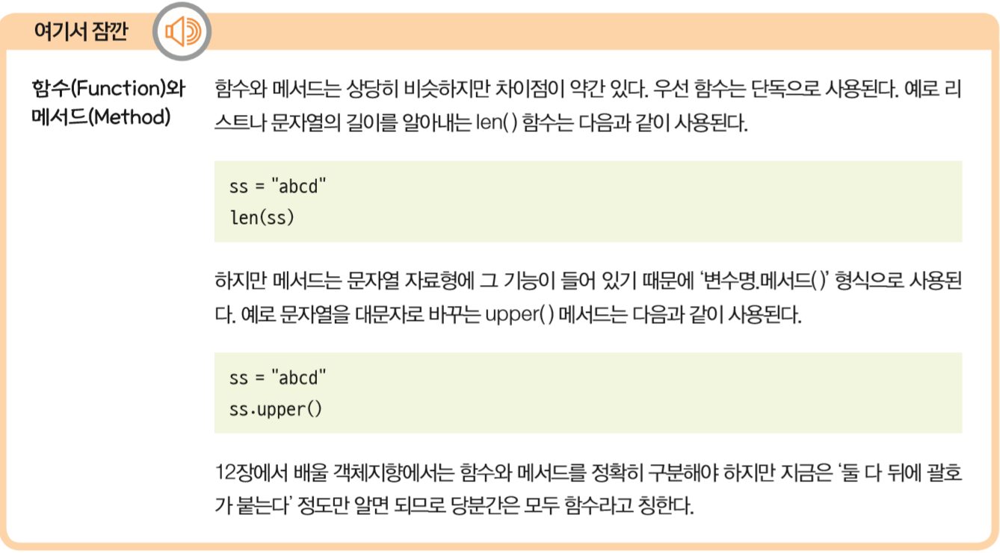 여기서 잠깐
함수(Function)와
메서드(Method)
함수와 메서드는 상당히 비슷하지만 차이점이 약간 있다. 우선 함수는 단독으로 사용된다. 예로 리
스트나 문자열의 길이를 알아내는 len( ) 함수는 다음과 같이 사용된다.
ss = "abcd"
len(ss)
하지만 메서드는 문자열 자료형에 그 기능이 들어 있기 때문에 ‘변수명.메서드( )’ 형식으로 사용된
다. 예로 문자열을 대문자로 바꾸는 upper( ) 메서드는 다음과 같이 사용된다.
ss = "abcd"
ss.upper()
12장에서 배울 객체지향에서는 함수와 메서드를 정확히 구분해야 하지만 지금은 ‘둘 다 뒤에 괄호
가 붙는다’ 정도만 알면 되므로 당분간은 모두 함수라고 칭한다.